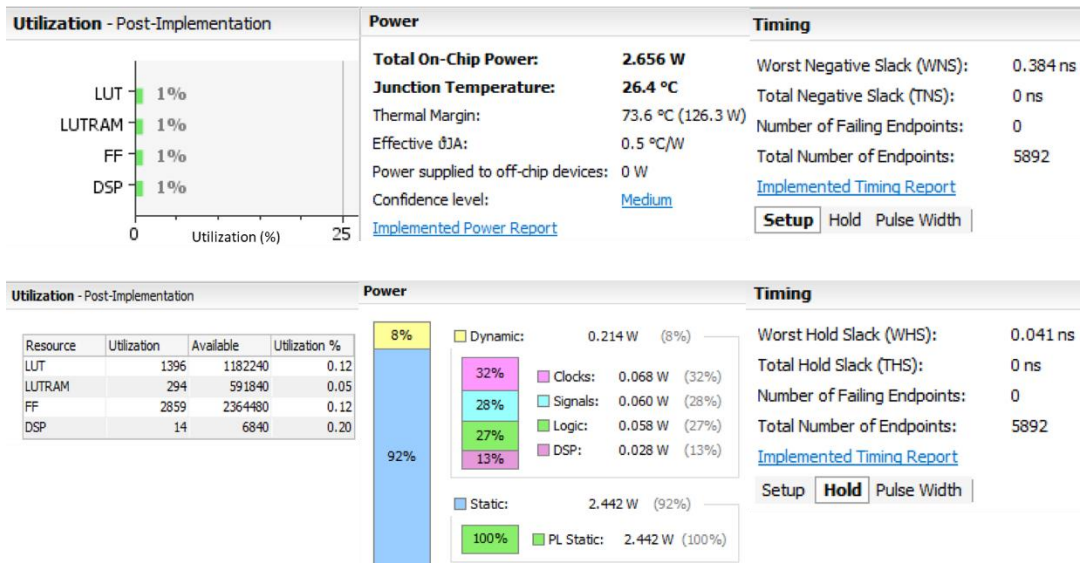 Utilization - Post-Implementation
LUT 1%
LUTRAM 1%
FF 1%
DSP 1%
0 Utilization (%) 25
Power
Total On-Chip Power: 2.656 W
Junction Temperature: 26.4 °C
Thermal Margin: 73.6 °C (126.3 W)
Effective ϑJA: 0.5 °C/W
Power supplied to off-chip devices: 0 W
Confidence level: Medium
Implemented Power Report
Timing
Worst Negative Slack (WNS): 0.384 ns
Total Negative Slack (TNS): 0 ns
Number of Failing Endpoints: 0
Total Number of Endpoints: 5892
Implemented Timing Report
Setup Hold Pulse Width
Utilization - Post-Implementation
Resource Utilization Available Utilization %
LUT 1396 1182240 0.12
LUTRAM 294 591840 0.05
FF 2859 2364480 0.12
DSP 14 6840 0.20
Power
8%
92%
Dynamic: 0.214 W (8%)
32% Clocks: 0.068 W (32%)
28% Signals: 0.060 W (28%)
27% Logic: 0.058 W (27%)
13% DSP: 0.028 W (13%)
Static: 2.442 W (92%)
100% PL Static: 2.442 W (100%)
Timing
Worst Hold Slack (WHS): 0.041 ns
Total Hold Slack (THS): 0 ns
Number of Failing Endpoints: 0
Total Number of Endpoints: 5892
Implemented Timing Report
Setup Hold Pulse Width